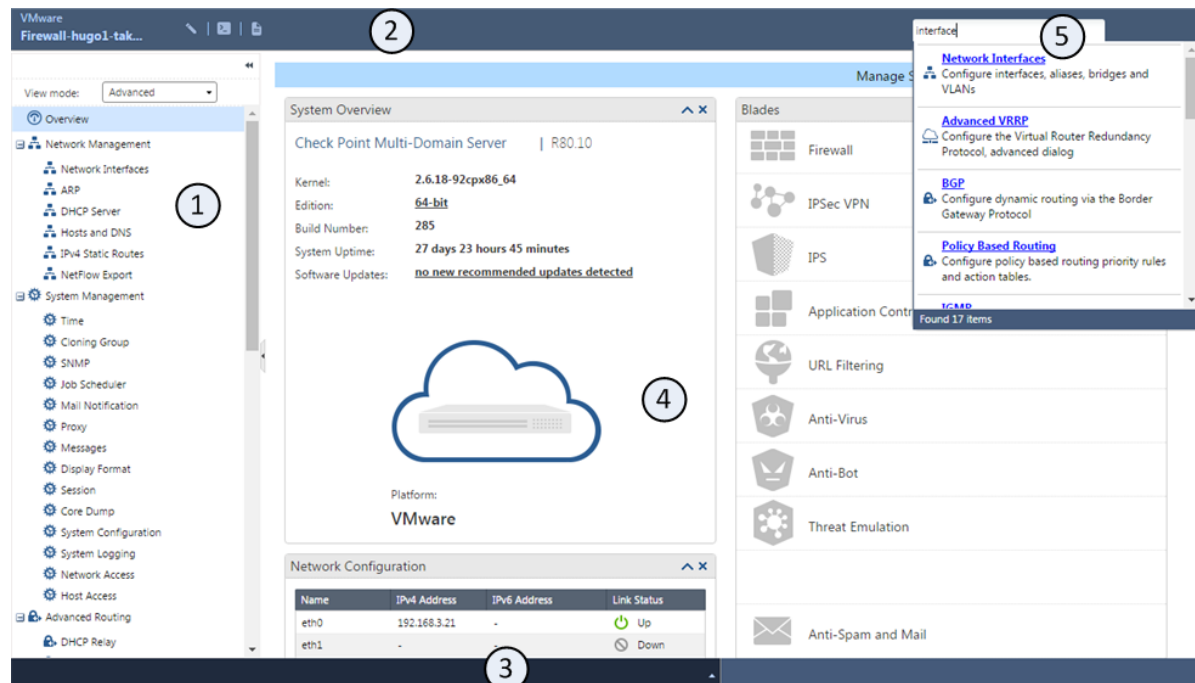 VMware
Firewall-hugo1-tak...
2
interface
5
Network Interfaces
Configure interfaces, aliases, bridges and
VLANs
Advanced VRRP
Configure the Virtual Router Redundancy
Protocol, advanced dialog
BGP
Configure dynamic routing via the Border
Gateway Protocol
Policy Based Routing
Configure policy based routing priority rules
and action tables.
IGMP
Found 17 items
View mode: Advanced
Overview
Network Management
Network Interfaces
ARP
DHCP Server
Hosts and DNS
IPv4 Static Routes
NetFlow Export
1
System Management
Time
Cloning Group
SNMP
Job Scheduler
Mail Notification
Proxy
Messages
Display Format
Session
Core Dump
System Configuration
System Logging
Network Access
Host Access
Advanced Routing
DHCP Relay
Manage S
System Overview
Check Point Multi-Domain Server | R80.10
Kernel: 2.6.18-92cpx86_64
Edition: 64-bit
Build Number: 285
System Uptime: 27 days 23 hours 45 minutes
Software Updates: no new recommended updates detected
4
Platform:
VMware
Network Configuration
Name IPv4 Address IPv6 Address Link Status
eth0 192.168.3.21 - Up
eth1 - - Down
3
Blades
Firewall
IPSec VPN
IPS
Application Contr
URL Filtering
Anti-Virus
Anti-Bot
Threat Emulation
Anti-Spam and Mail